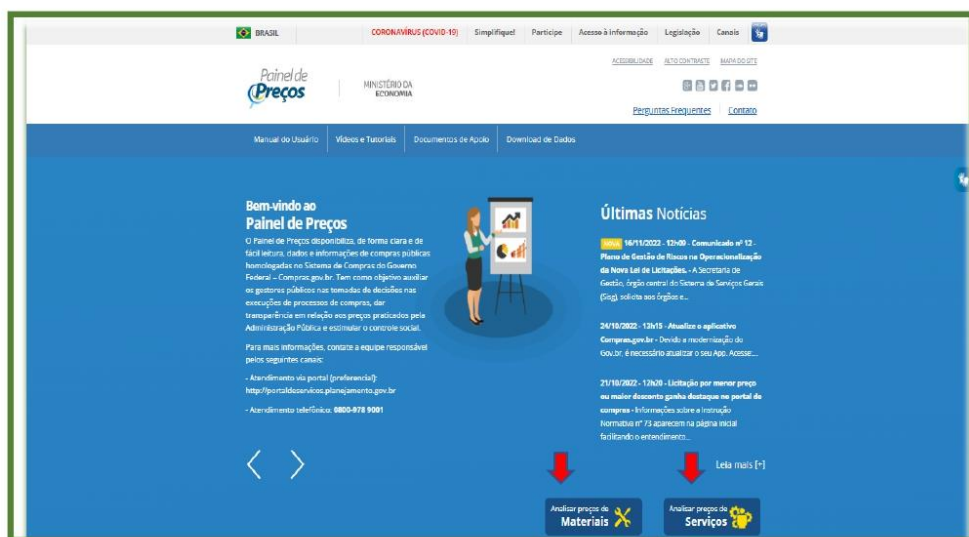 BRASIL
CORONAVÍRUS (COVID-19)
Simplifique!
Participe
Acesso à informação
Legislação
Canais
ACESSIBILIDADE
ALTO CONTRASTE
MAPA DO SITE
Painel de
Preços
MINISTÉRIO DA
ECONOMIA
Perguntas Frequentes
Contato
Manual do Usuário
Vídeos e Tutoriais
Documentos de Apoio
Download de Dados
Bem-vindo ao
Painel de Preços
O Painel de Preços disponibiliza, de forma clara e de
fácil leitura, dados e informações de compras públicas
homologadas no Sistema de Compras do Governo
Federal – Compras.gov.br. Tem como objetivo auxiliar
os gestores públicos nas tomadas de decisões nas
execuções de processos de compras, dar
transparência em relação aos preços praticados pela
Administração Pública e estimular o controle social.
Para mais informações, contate a equipe responsável
pelos seguintes canais:
- Atendimento via portal (preferencial):
http://portaldeservicos.planejamento.gov.br
- Atendimento telefônico: 0800-978 9001
Últimas Notícias
NOVA 16/11/2022 - 12h00 - Comunicado nº 12 -
Plano de Gestão de Riscos na Operacionalização
da Nova Lei de Licitações. - A Secretaria de
Gestão, órgão central do Sistema de Serviços Gerais
(Sisg), solicita aos órgãos e...
24/10/2022 - 13h15 - Atualize o aplicativo
Compras.gov.br - Devido a modernização do
Gov.br, é necessário atualizar o seu App. Acesse:...
21/10/2022 - 12h20 - Licitação por menor preço
ou maior desconto ganha destaque no portal de
compras - Informações sobre a Instrução
Normativa nº 73 aparecem na página inicial
facilitando o entendimento...
Leia mais [+]
Analisar preços de
Materiais
Analisar preços de
Serviços